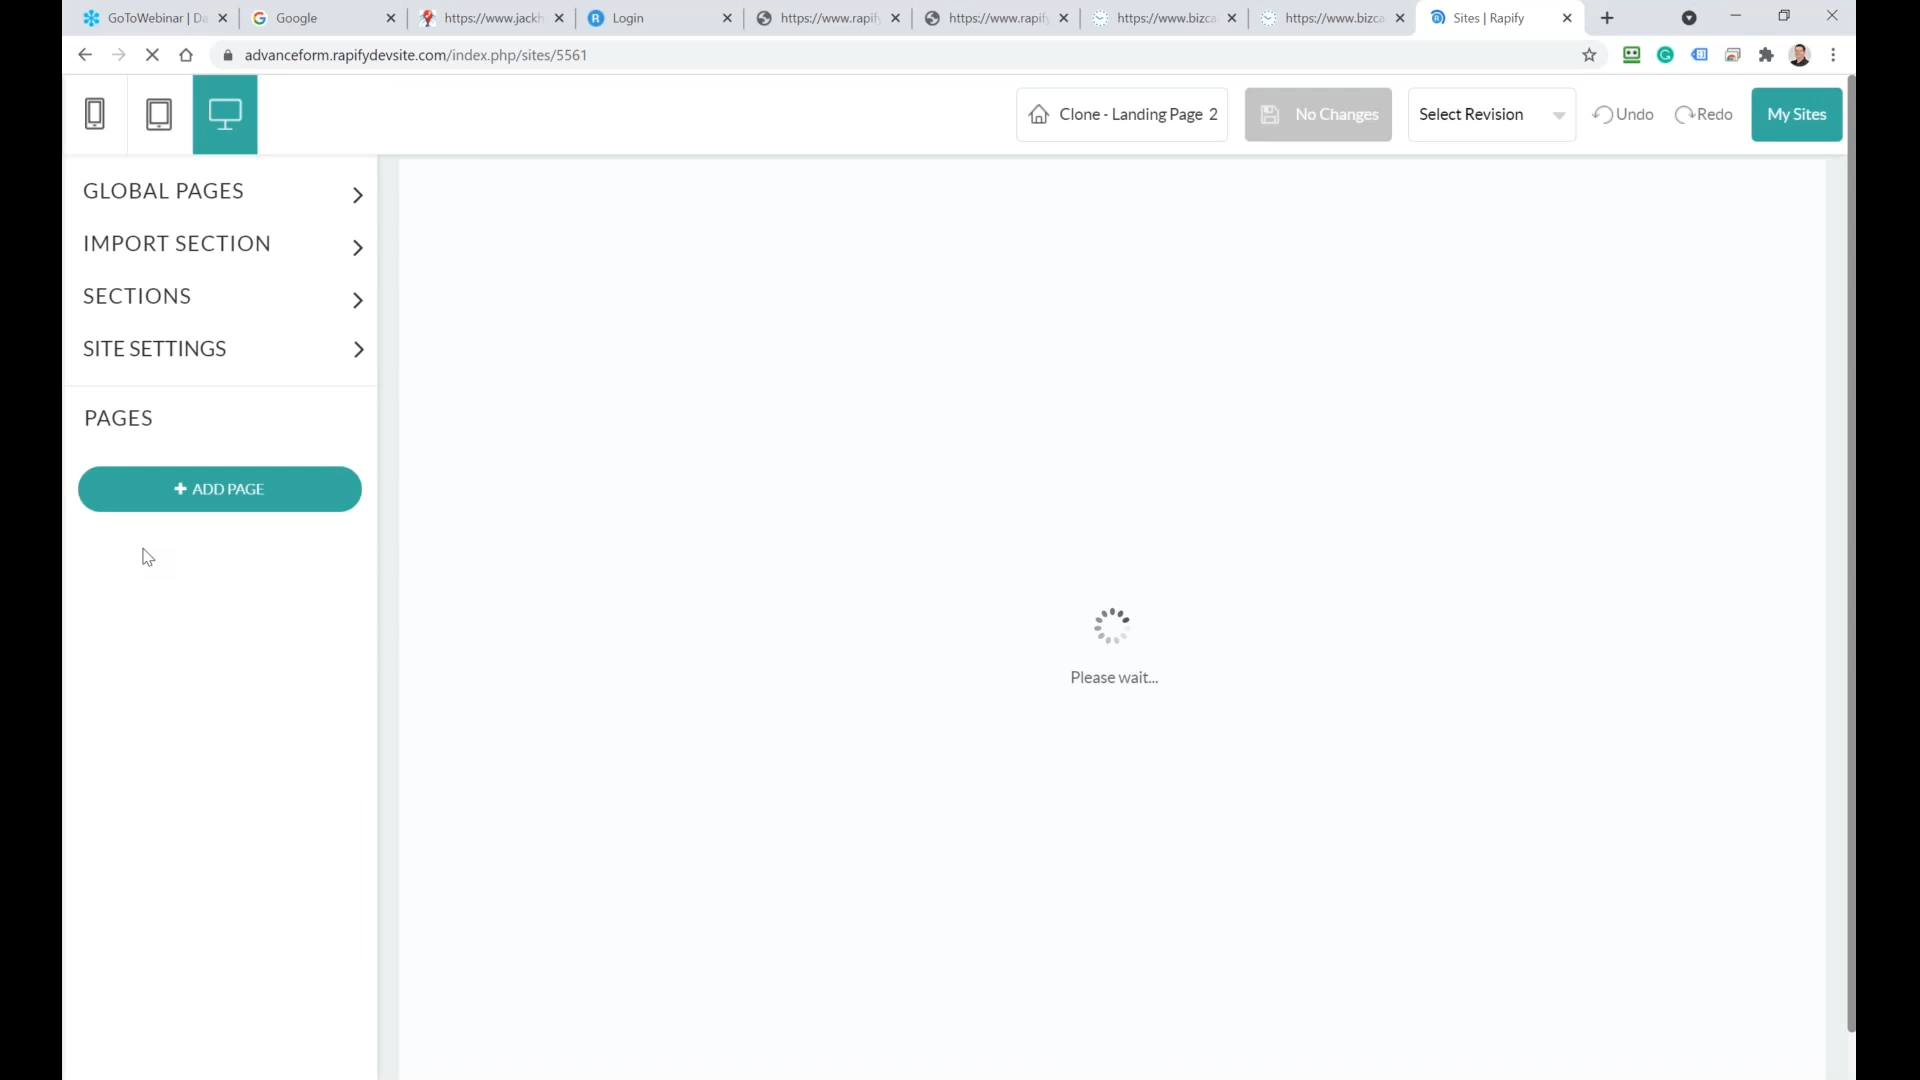 GoToWebinar | Da
Google
https://www.jackh
Login
https://www.rapify
https://www.rapify
https://www.bizca
https://www.bizca
Sites | Rapify
advanceform.rapifydevsite.com/index.php/sites/5561
Clone - Landing Page 2
No Changes
Select Revision
Undo
Redo
My Sites
GLOBAL PAGES
IMPORT SECTION
SECTIONS
SITE SETTINGS
PAGES
+ ADD PAGE
Please wait...